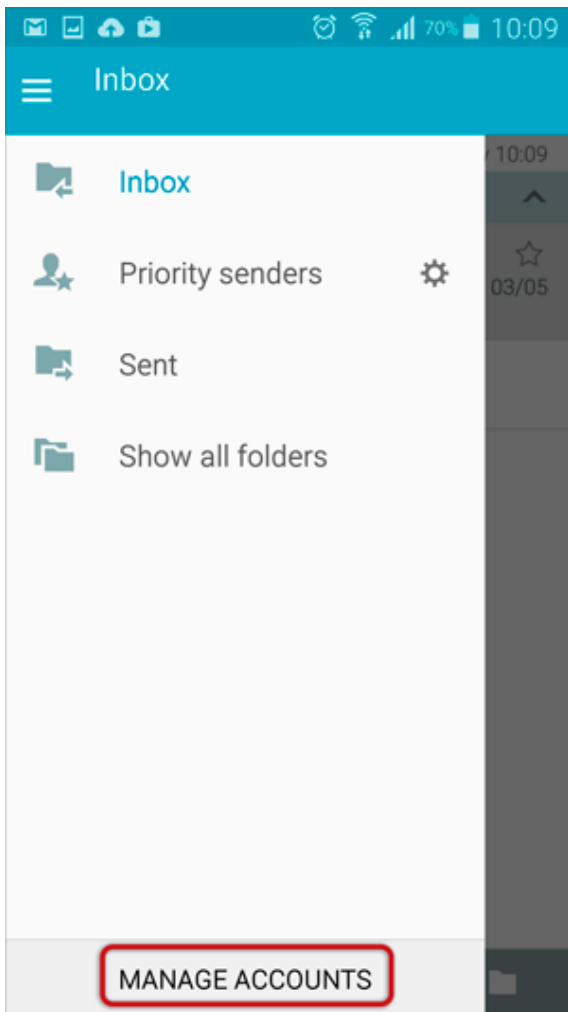 70% 10:09
Inbox
10:09
Inbox
Priority senders
03/05
Sent
Show all folders
MANAGE ACCOUNTS